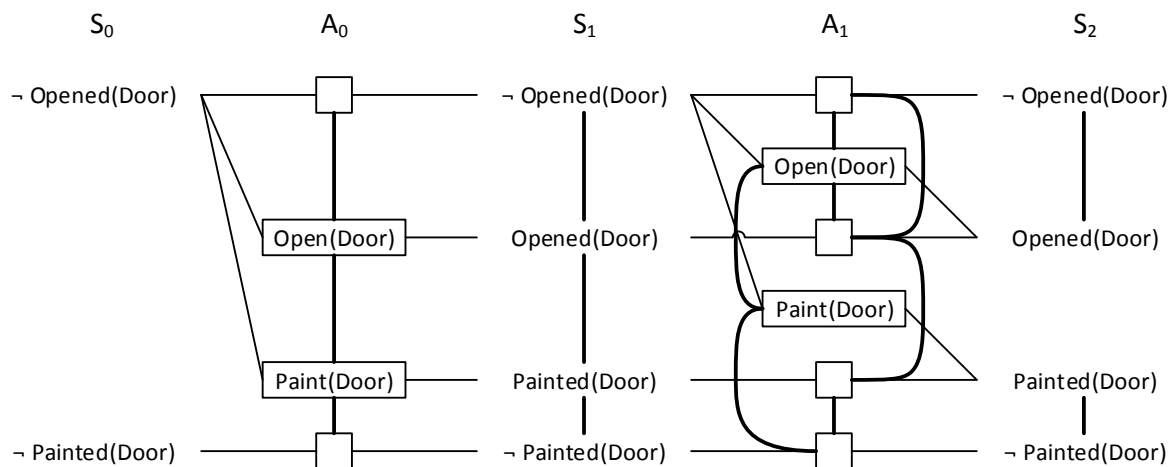 S₀ A₀ S₁ A₁ S₂
¬ Opened(Door) ¬ Opened(Door) ¬ Opened(Door)
Open(Door)
Open(Door) Opened(Door) Opened(Door)
Paint(Door)
Paint(Door) Painted(Door) Painted(Door)
¬ Painted(Door) ¬ Painted(Door) ¬ Painted(Door)